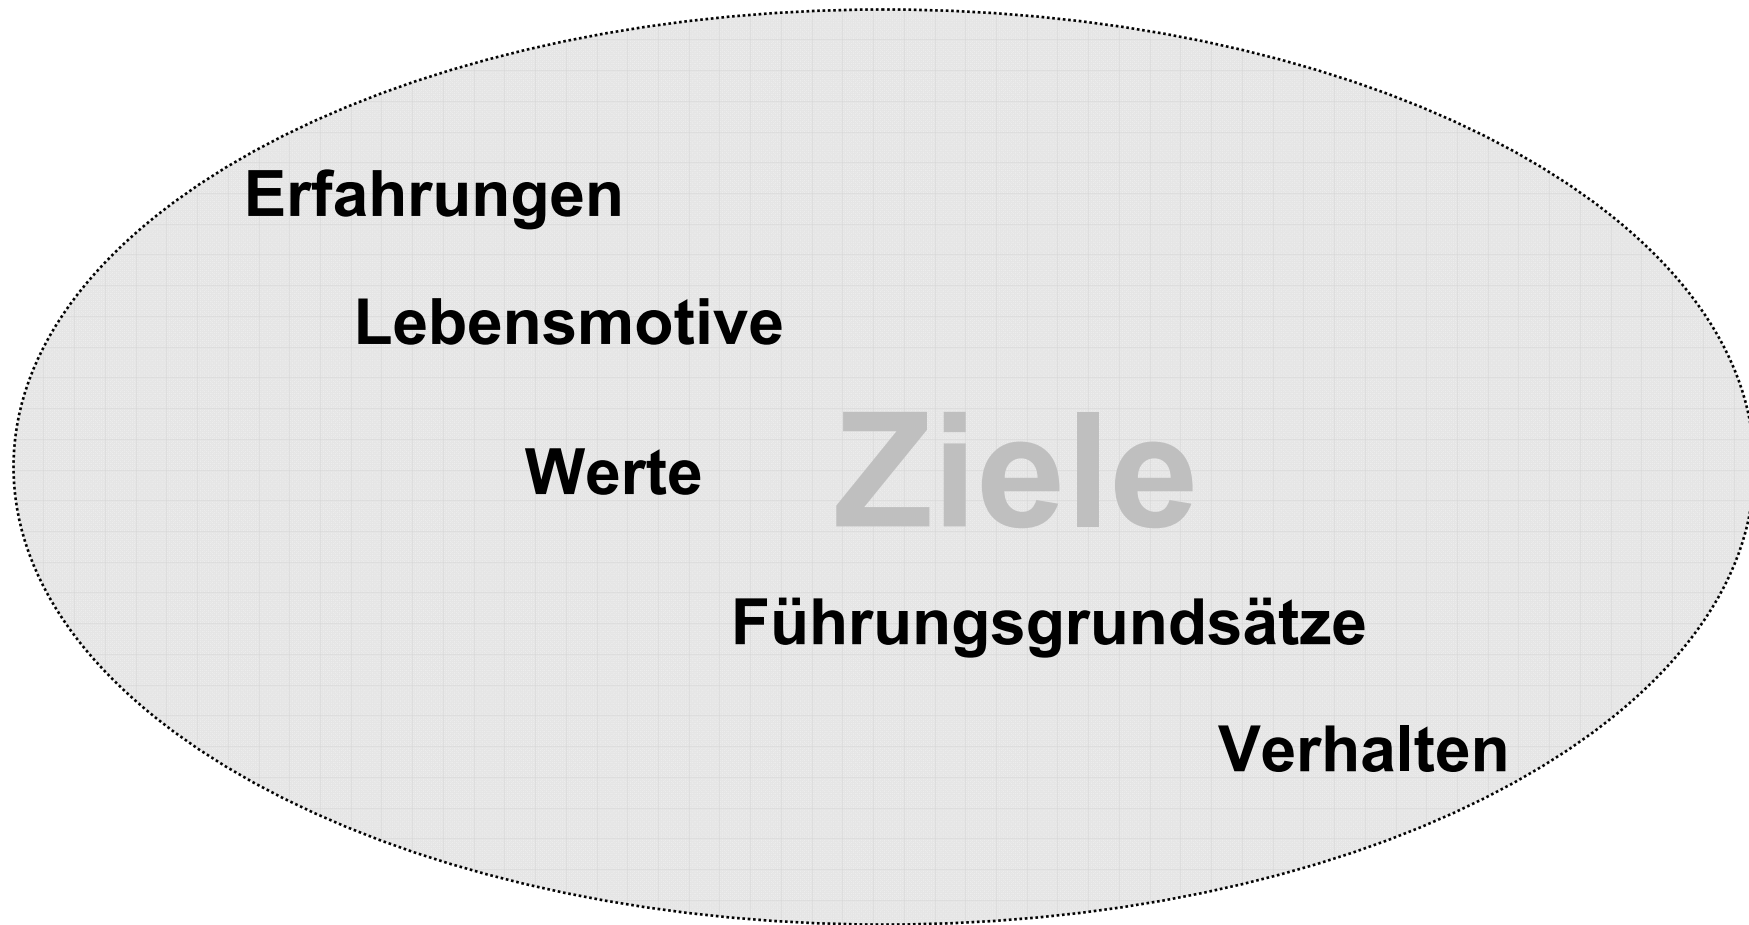 Erfahrungen
Lebensmotive
Werte
Ziele
Führungsgrundsätze
Verhalten